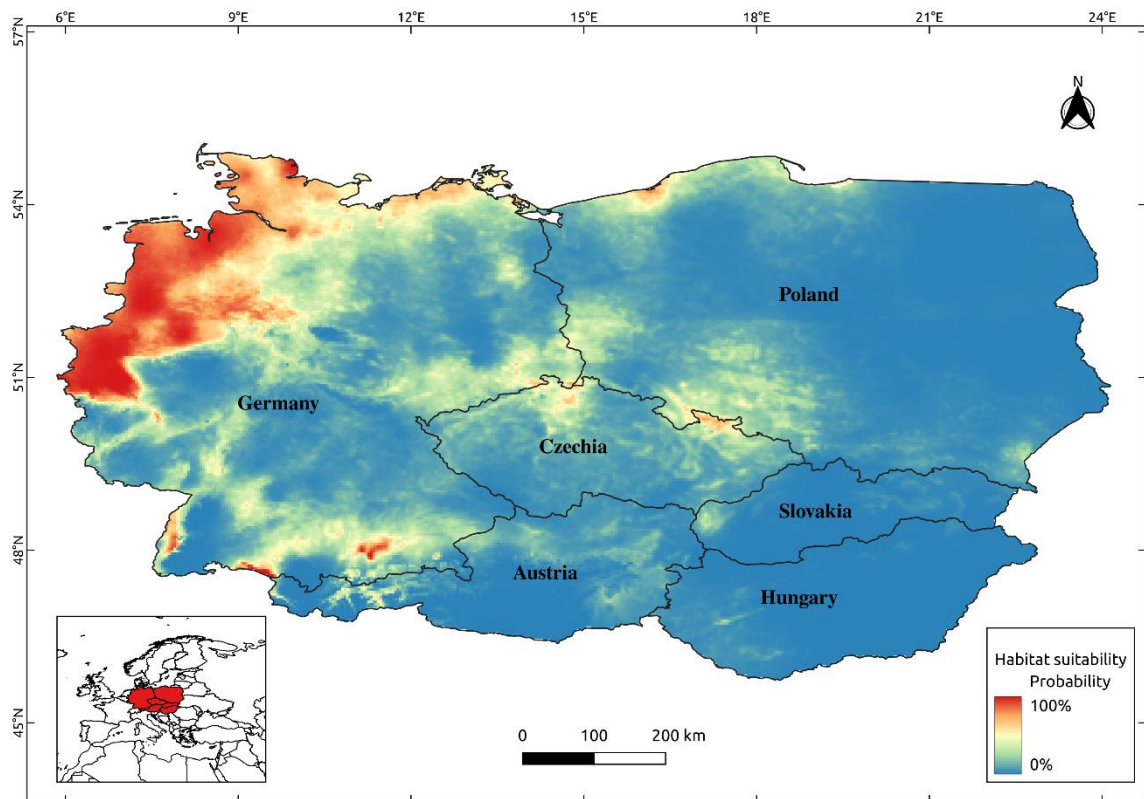 6°E 9°E 12°E 15°E 18°E 21°E 24°E
57°N
N
54°N
Poland
51°N
Germany
Czechia
Slovakia
48°N
Austria
Hungary
Habitat suitability
Probability
100%
0%
45°N
0 100 200 km